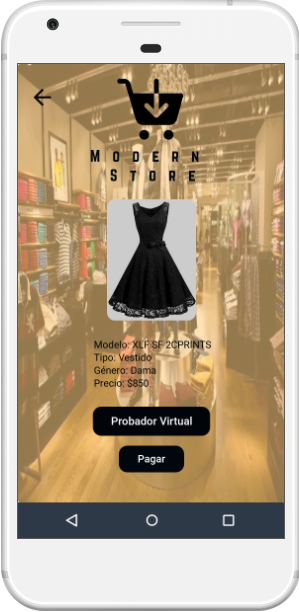 Modern
Store
Modelo: XLF SF 2CPRINTS
Tipo: Vestido
Género: Dama
Precio: $850
Probador Virtual
Pagar